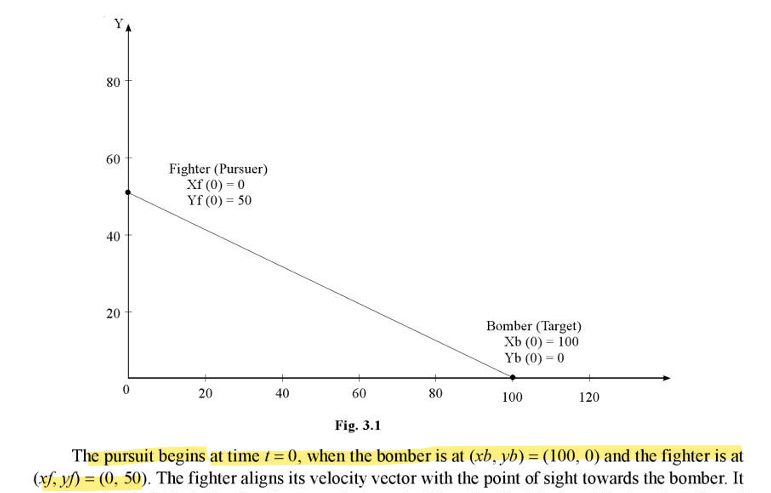 Y
80
60
Fighter (Pursuer)
Xf (0) = 0
Yf (0) = 50
40
20
Bomber (Target)
Xb (0) = 100
Yb (0) = 0
0 20 40 60 80 100 120
Fig. 3.1
The pursuit begins at time t = 0, when the bomber is at (xb, yb) = (100, 0) and the fighter is at
(xf, yf) = (0, 50). The fighter aligns its velocity vector with the point of sight towards the bomber. It